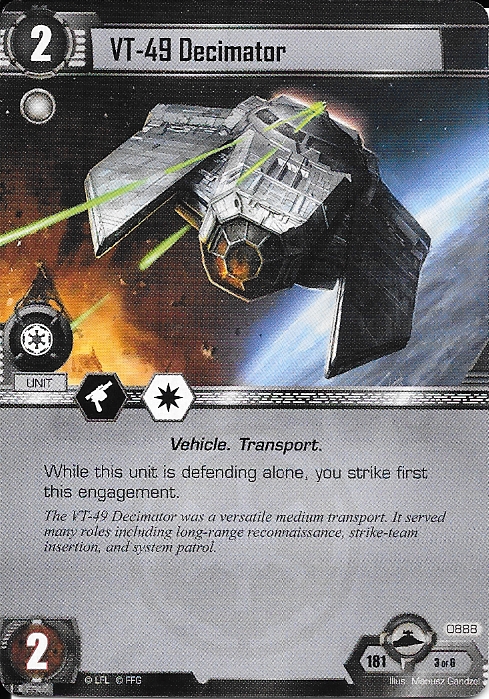 2
VT-49 Decimator
UNIT
Vehicle. Transport.
While this unit is defending alone, you strike first
this engagement.
The VT-49 Decimator was a versatile medium transport. It served
many roles including long-range reconnaissance, strike-team
insertion, and system patrol.
2
0888
181
3 OF 6
© LFL © FFG
Illus. Mariusz Gandzel